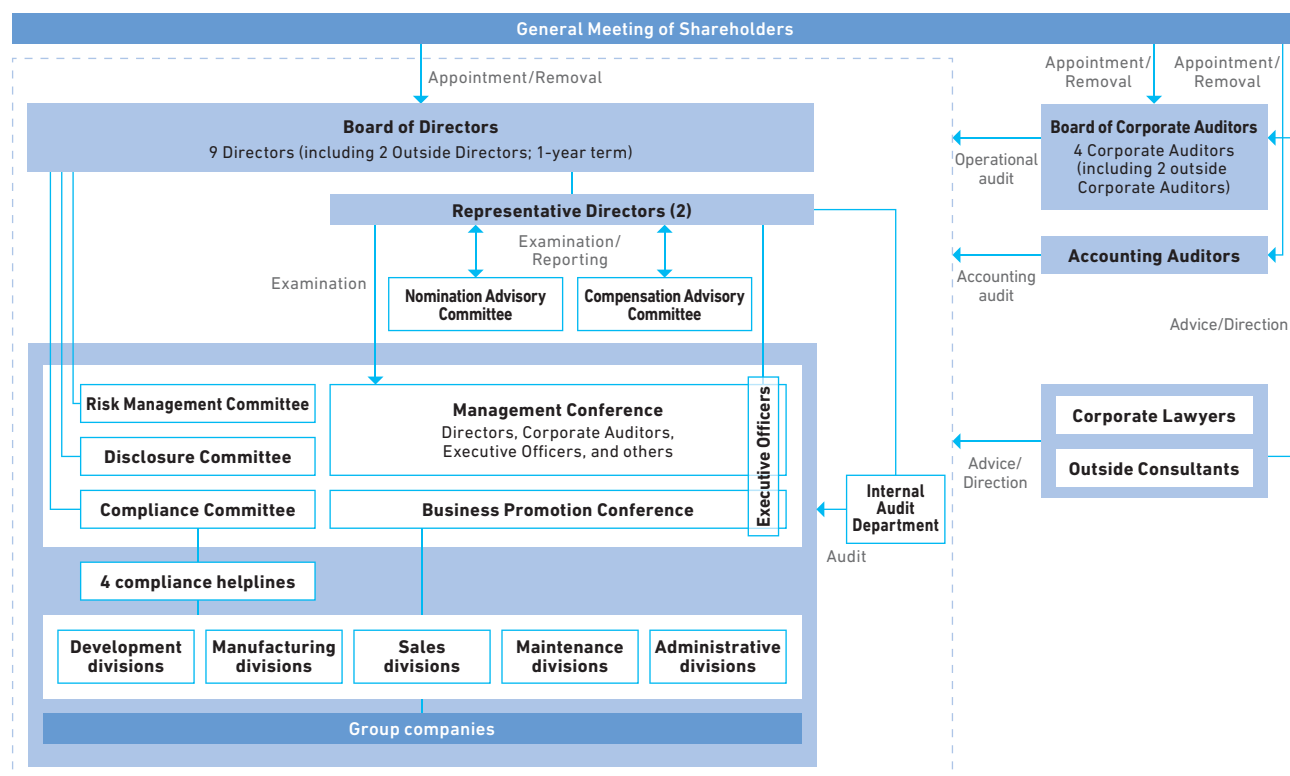 General Meeting of Shareholders
Appointment/Removal
Appointment/
Removal
Appointment/
Removal
Board of Directors
9 Directors (including 2 Outside Directors; 1-year term)
Board of Corporate Auditors
4 Corporate Auditors
(including 2 outside
Corporate Auditors)
Operational
audit
Representative Directors (2)
Examination/
Reporting
Examination
Accounting Auditors
Accounting
audit
Nomination Advisory
Committee
Compensation Advisory
Committee
Advice/Direction
Risk Management Committee
Disclosure Committee
Compliance Committee
Management Conference
Directors, Corporate Auditors,
Executive Officers, and others
Business Promotion Conference
Executive Officers
Internal
Audit
Department
Audit
Corporate Lawyers
Outside Consultants
Advice/
Direction
4 compliance helplines
Development
divisions
Manufacturing
divisions
Sales
divisions
Maintenance
divisions
Administrative
divisions
Group companies